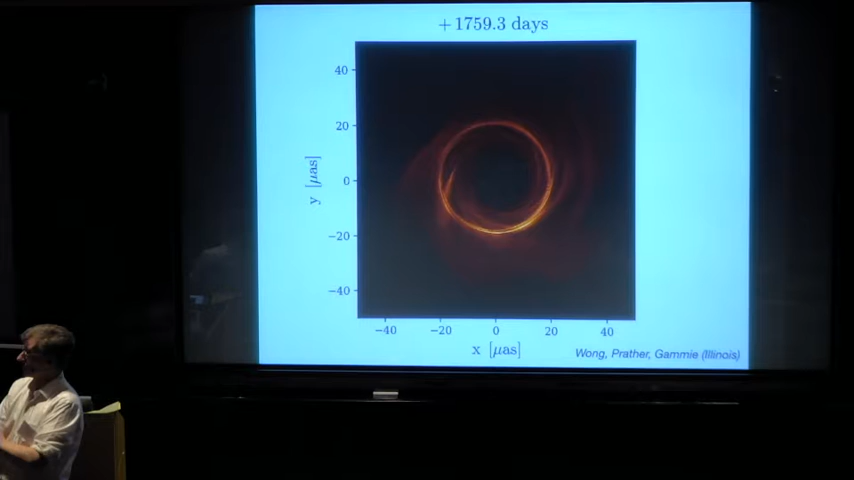 + 1759.3 days
40
20
0
−20
−40
y [μas]
−40 −20 0 20 40
x [μas]
Wong, Prather, Gammie (Illinois)